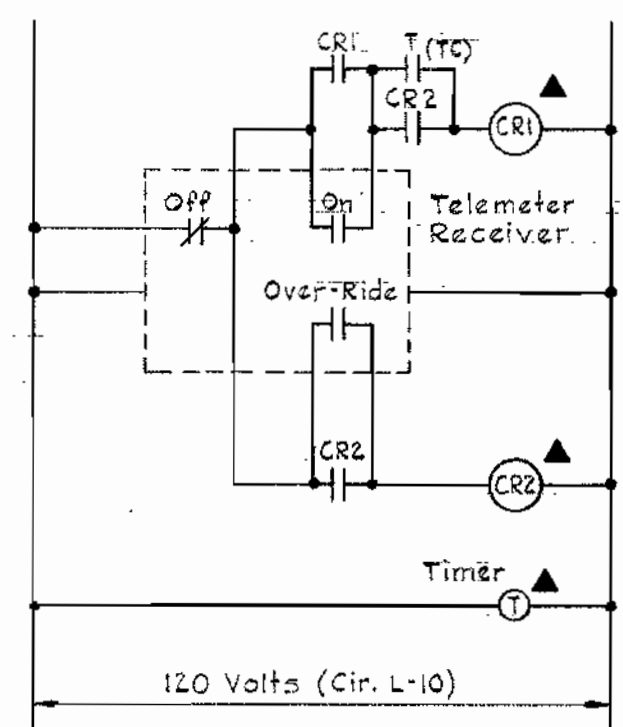 CR1
T (TC)
CR2
CR1
Off
On
Telemeter
Receiver
Over-Ride
CR2
CR2
Timer
T
120 Volts (Cir. L-10)